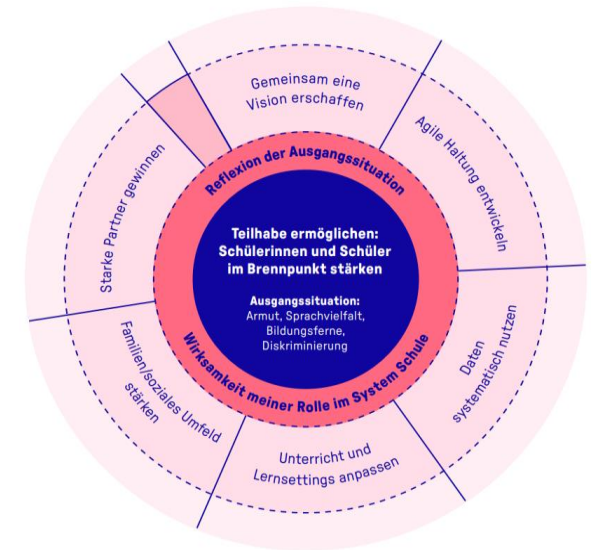 Gemeinsam eine
Vision erschaffen
Agile Haltung entwickeln
Daten
systematisch nutzen
Unterricht und
Lernsettings anpassen
Familien/soziales Umfeld
stärken
Starke Partner gewinnen
Reflexion der Ausgangssituation
Teilhabe ermöglichen:
Schülerinnen und Schüler
im Brennpunkt stärken
Ausgangssituation:
Armut, Sprachvielfalt,
Bildungsferne,
Diskriminierung
Wirksamkeit meiner Rolle im System Schule